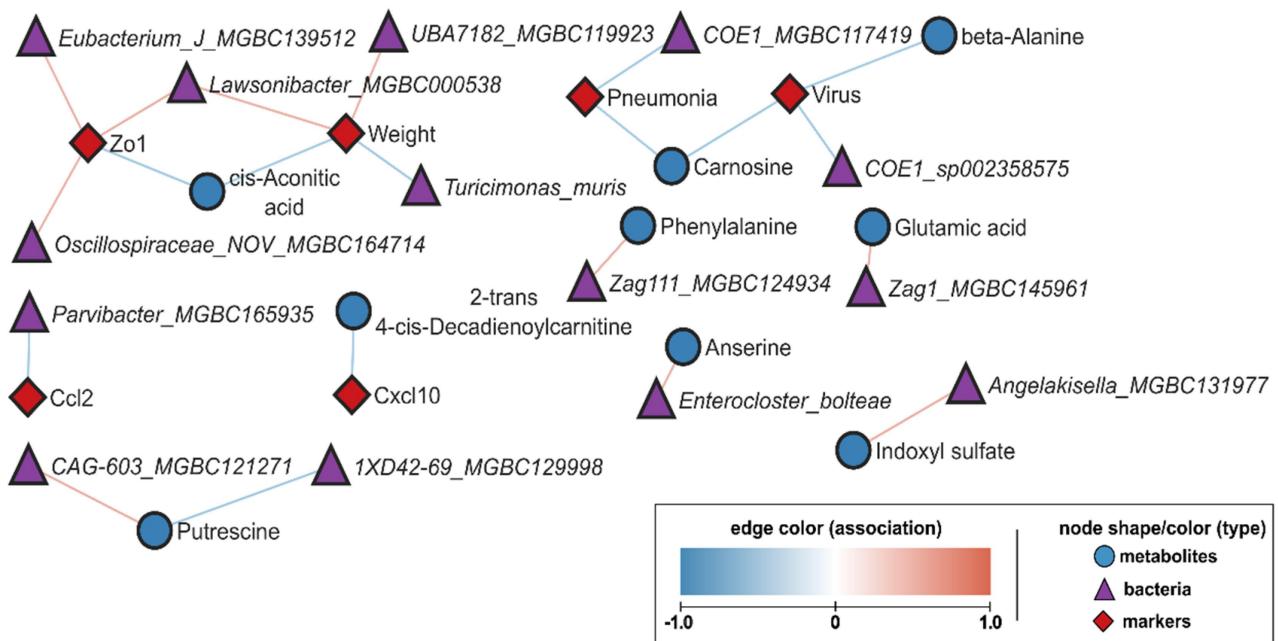 Eubacterium_J_MGBC139512
UBA7182_MGBC119923
COE1_MGBC117419
beta-Alanine
Lawsonibacter_MGBC000538
Pneumonia
Virus
Zo1
Weight
cis-Aconitic
acid
Carnosine
COE1_sp002358575
Turicimonas_muris
Oscillospiraceae_NOV_MGBC164714
Phenylalanine
Glutamic acid
Zag111_MGBC124934
Zag1_MGBC145961
Parvibacter_MGBC165935
2-trans
4-cis-Decadienoylcarnitine
Anserine
Ccl2
Cxcl10
Enterocloster_bolteae
Angelakisella_MGBC131977
Indoxyl sulfate
CAG-603_MGBC121271
1XD42-69_MGBC129998
Putrescine
edge color (association)
-1.0 0 1.0
node shape/color (type)
metabolites
bacteria
markers